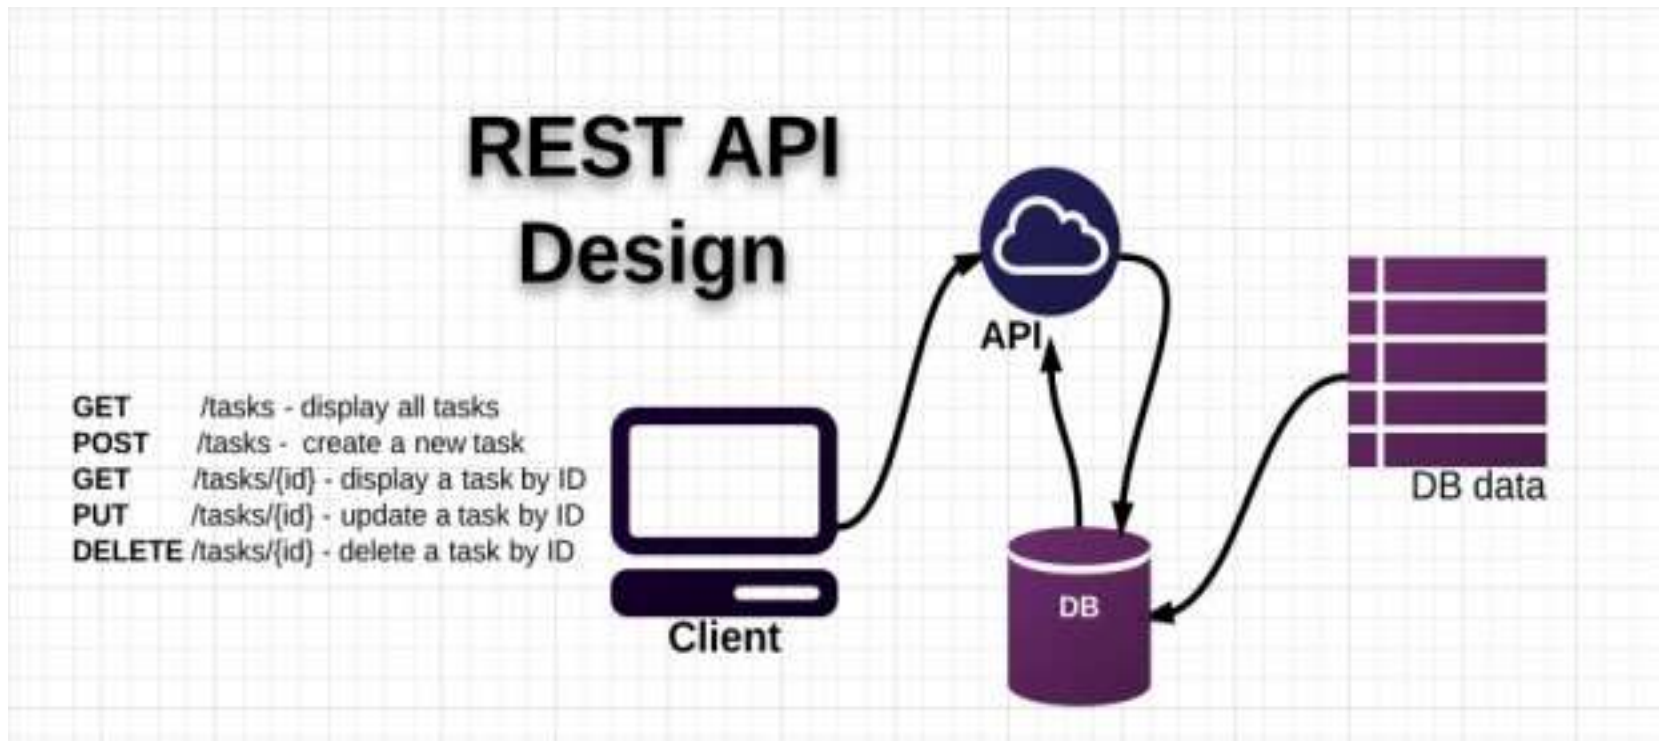 REST API
Design
API
GET /tasks - display all tasks
POST /tasks - create a new task
GET /tasks/{id} - display a task by ID
PUT /tasks/{id} - update a task by ID
DELETE /tasks/{id} - delete a task by ID
Client
DB
DB data